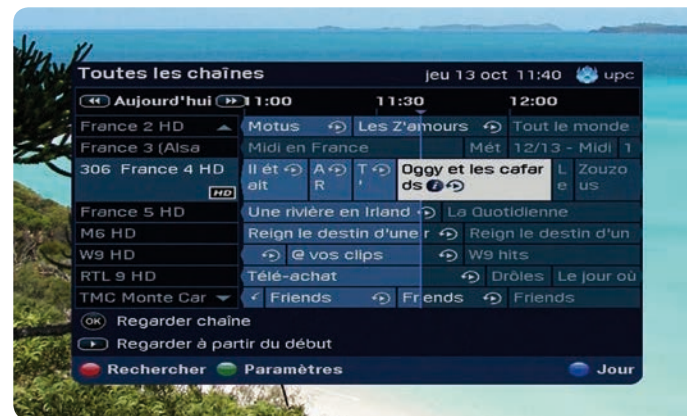 Toutes les chaînes jeu 13 oct 11:40 upc
Aujourd'hui 11:00 11:30 12:00
France 2 HD Motus Les Z'amours Tout le monde
France 3 (Alsa Midi en France Mét 12/13 - Midi 1
306 France 4 HD Il ét A T Oggy et les cafar L Zouzo
HD ait R ' ds e us
France 5 HD Une rivière en Irland La Quotidienne
M6 HD Reign le destin d'une r Reign le destin d'un
W9 HD @ vos clips W9 hits
RTL 9 HD Télé-achat Drôles Le jour où
TMC Monte Car Friends Friends Friends
OK Regarder chaîne
Regarder à partir du début
Rechercher Paramètres Jour